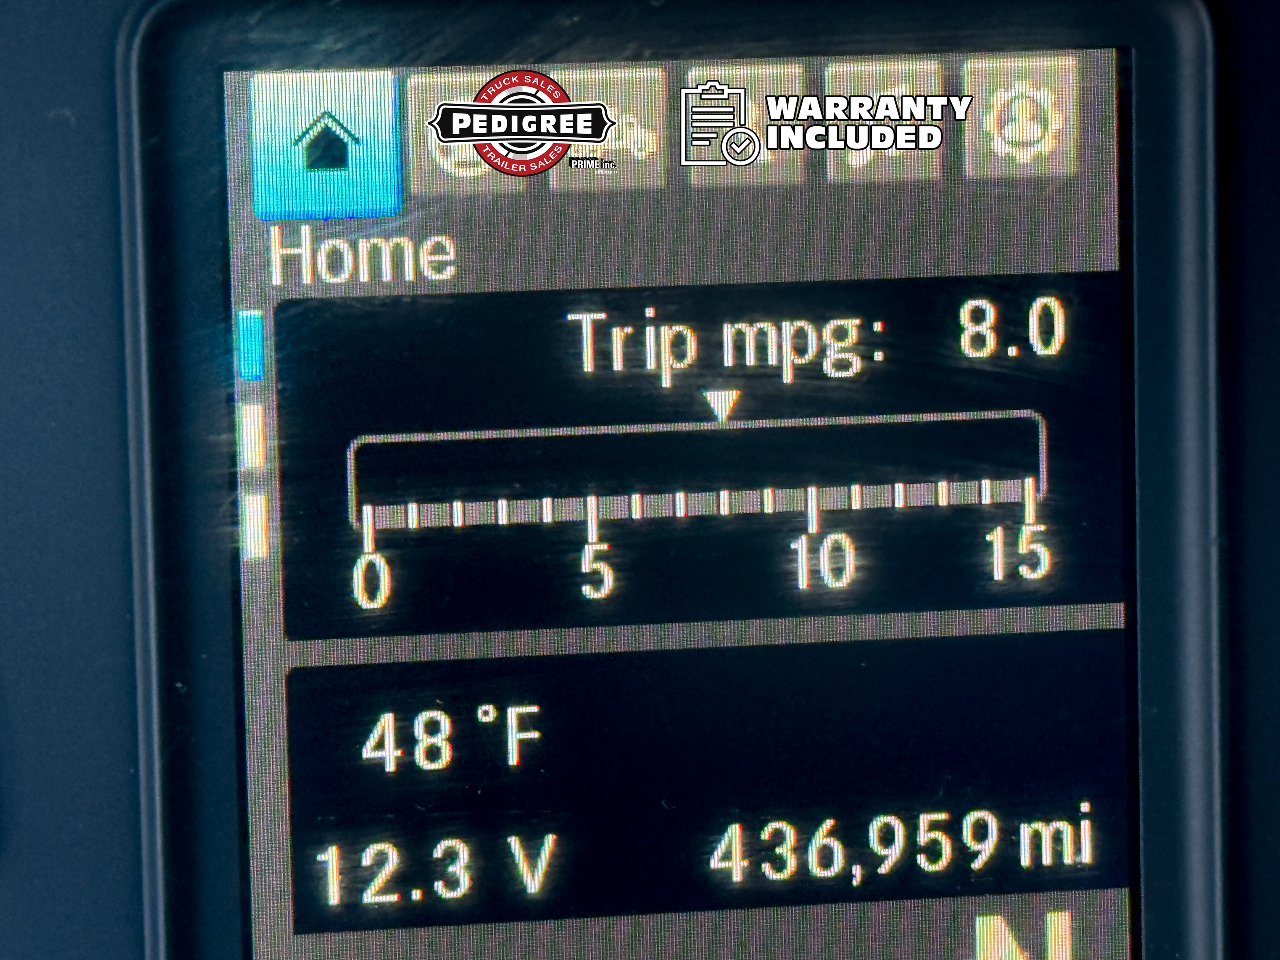 TRUCK SALES
PEDIGREE
TRAILER SALES
PRIME inc.
WARRANTY
INCLUDED
Home
Trip mpg: 8.0
0 5 10 15
48 °F
12.3 V 436,959 mi
N